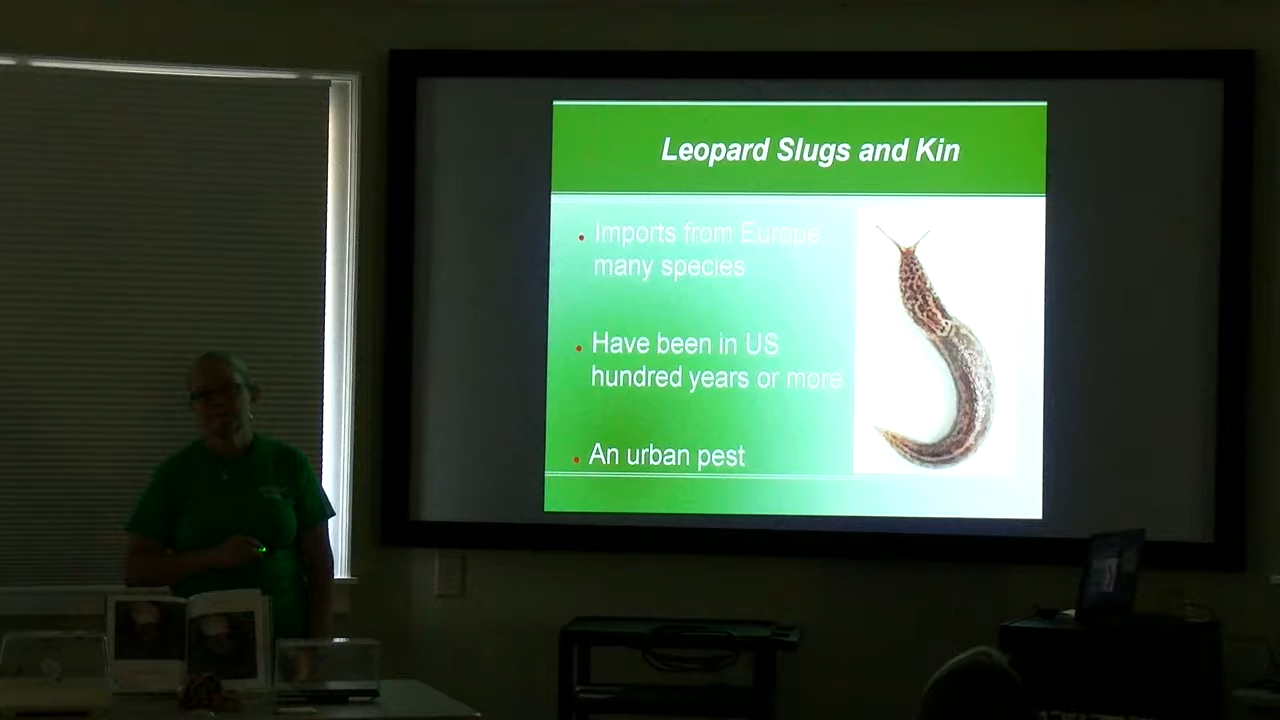 Leopard Slugs and Kin
Imports from Europe,
many species
Have been in US
hundred years or more
An urban pest